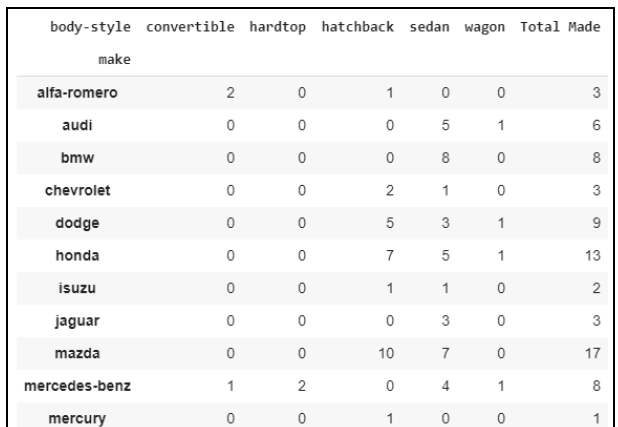 body-style convertible hardtop hatchback sedan wagon Total Made
make
alfa-romero 2 0 1 0 0 3
audi 0 0 0 5 1 6
bmw 0 0 0 8 0 8
chevrolet 0 0 2 1 0 3
dodge 0 0 5 3 1 9
honda 0 0 7 5 1 13
isuzu 0 0 1 1 0 2
jaguar 0 0 0 3 0 3
mazda 0 0 10 7 0 17
mercedes-benz 1 2 0 4 1 8
mercury 0 0 1 0 0 1